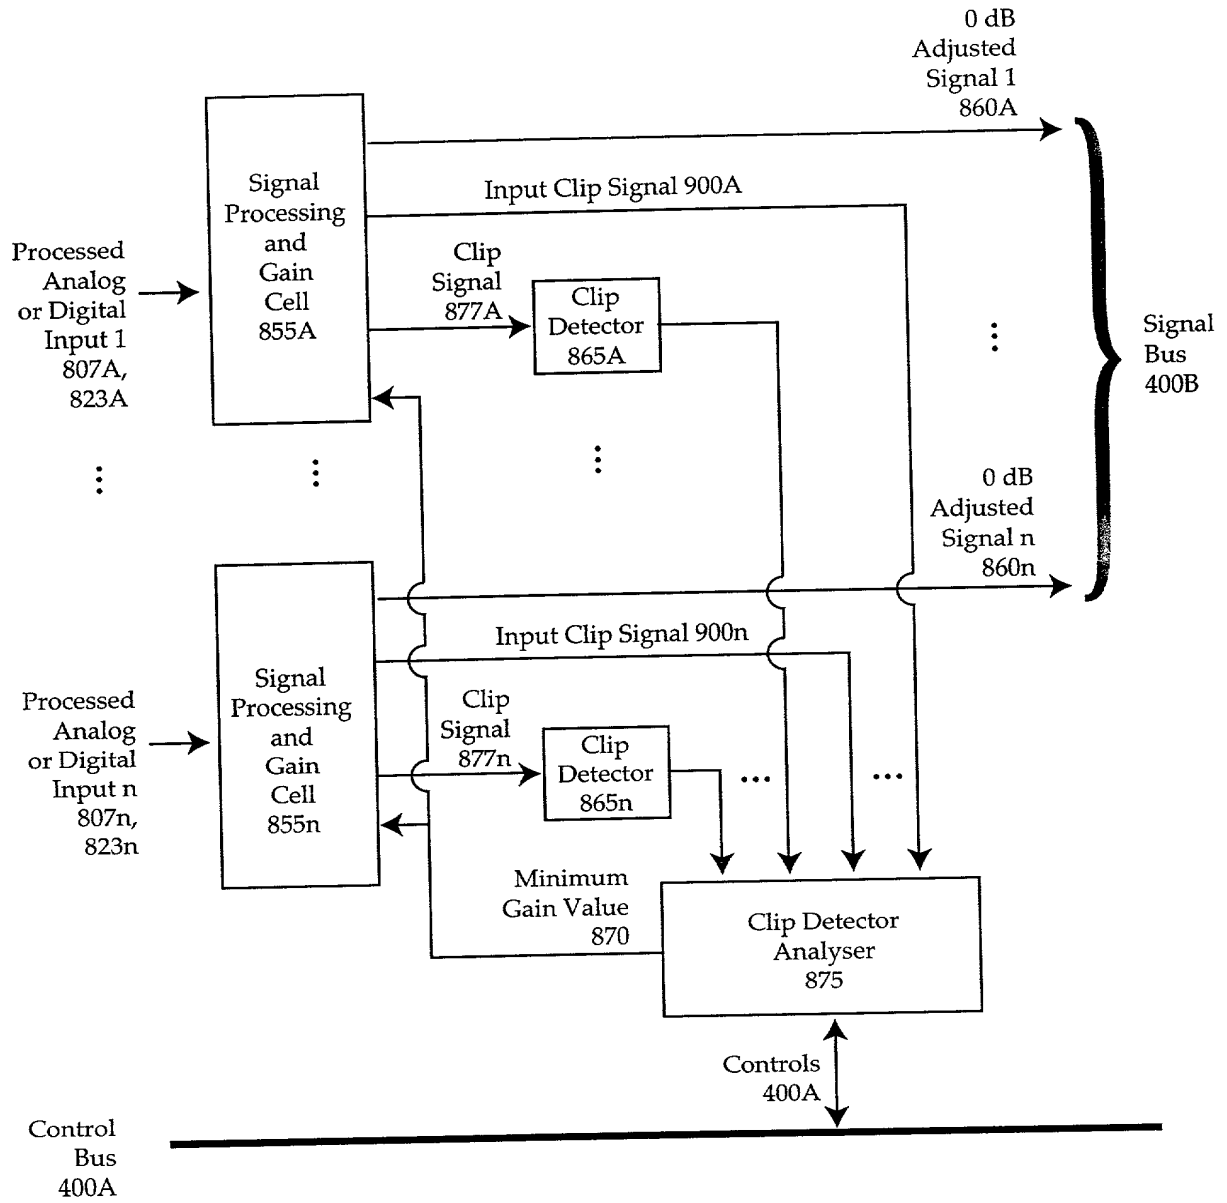 0 dB
Adjusted
Signal 1
860A
Signal
Processing
and
Gain
Cell
855A
Input Clip Signal 900A
Processed
Analog
or Digital
Input 1
807A,
823A
Clip
Signal
877A
Clip
Detector
865A
Signal
Bus
400B
0 dB
Adjusted
Signal n
860n
Signal
Processing
and
Gain
Cell
855n
Input Clip Signal 900n
Processed
Analog
or Digital
Input n
807n,
823n
Clip
Signal
877n
Clip
Detector
865n
Minimum
Gain Value
870
Clip Detector
Analyser
875
Controls
400A
Control
Bus
400A